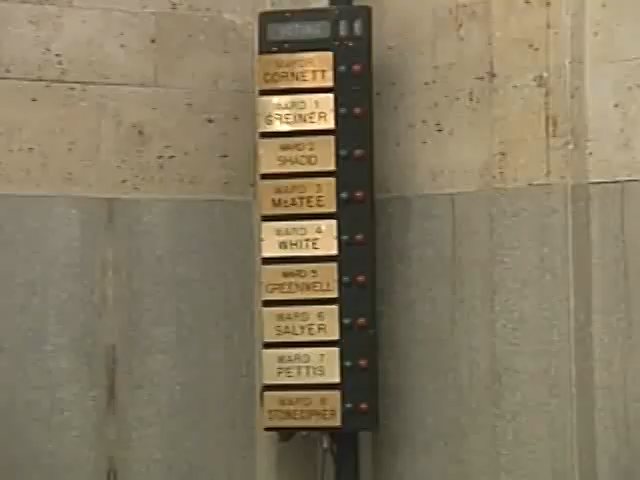 MAYOR
CORNETT
WARD 1
GREINER
WARD 2
SHADID
WARD 3
McATEE
WARD 4
WHITE
WARD 5
GREENWELL
WARD 6
SALYER
WARD 7
PETTIS
WARD 8
STONECIPHER